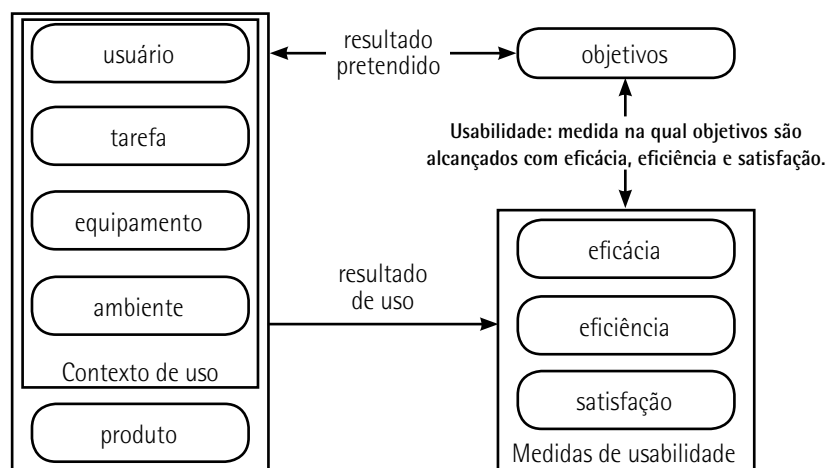 usuário
tarefa
equipamento
ambiente
Contexto de uso
produto
resultado
pretendido
objetivos
Usabilidade: medida na qual objetivos são
alcançados com eficácia, eficiência e satisfação.
resultado
de uso
eficácia
eficiência
satisfação
Medidas de usabilidade